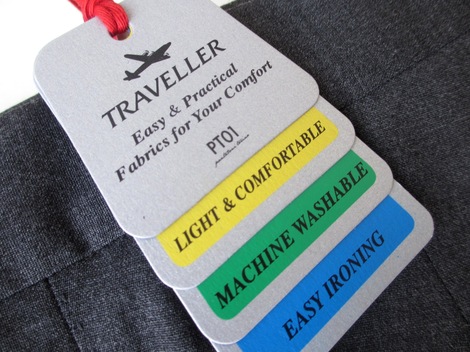 TRAVELLER
Easy & Practical
Fabrics for Your Comfort
PT01
LIGHT & COMFORTABLE
MACHINE WASHABLE
EASY IRONING